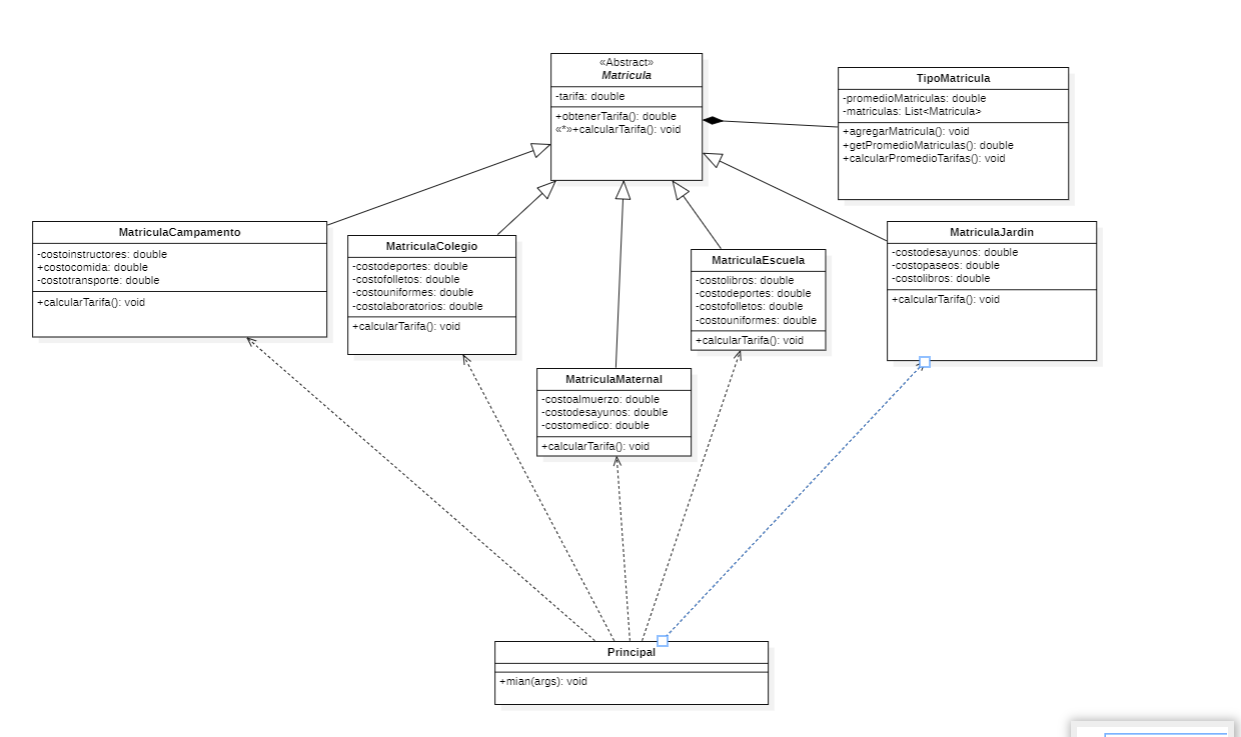 «Abstract»
Matricula
-tarifa: double
+obtenerTarifa(): double
«*»+calcularTarifa(): void
TipoMatricula
-promedioMatriculas: double
-matriculas: List<Matricula>
+agregarMatricula(): void
+getPromedioMatriculas(): double
+calcularPromedioTarifas(): void
MatriculaCampamento
-costoinstructores: double
+costocomida: double
-costotransporte: double
+calcularTarifa(): void
MatriculaColegio
-costodeportes: double
-costofolletos: double
-costouniformes: double
-costolaboratorios: double
+calcularTarifa(): void
MatriculaMaternal
-costoalmuerzo: double
-costodesayunos: double
-costomedico: double
+calcularTarifa(): void
MatriculaEscuela
-costolibros: double
-costodeportes: double
-costofolletos: double
-costouniformes: double
+calcularTarifa(): void
MatriculaJardin
-costodesayunos: double
-costopaseos: double
-costolibros: double
+calcularTarifa(): void
Principal
+mian(args): void